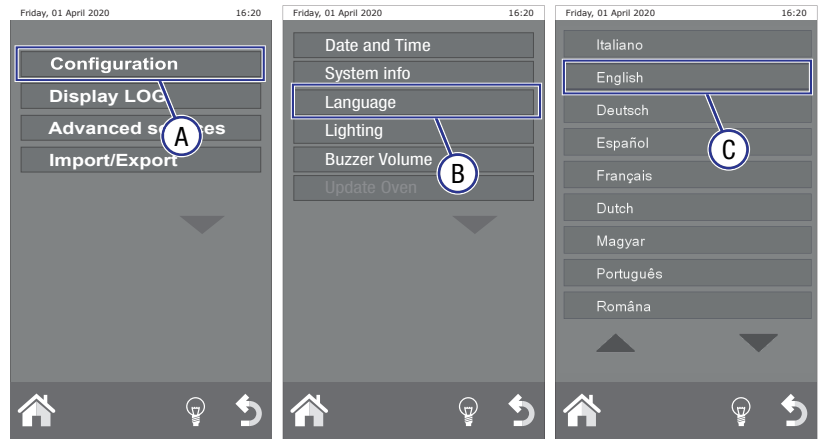 Friday, 01 April 2020 16:20
Configuration
Display LOG
Advanced se ces
Import/Export
A
Friday, 01 April 2020 16:20
Date and Time
System info
Language
Lighting
Buzzer Volume
Update Oven
B
Friday, 01 April 2020 16:20
Italiano
English
Deutsch
Español
Français
Dutch
Magyar
Português
Româna
C